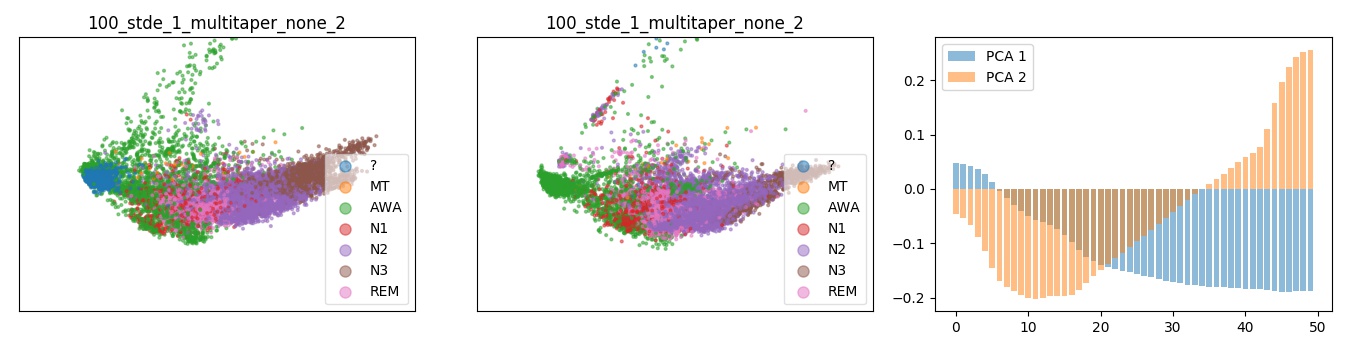 100_stde_1_multitaper_none_2
?
MT
AWA
N1
N2
N3
REM
100_stde_1_multitaper_none_2
?
MT
AWA
N1
N2
N3
REM
PCA 1
PCA 2
0.2
0.1
0.0
−0.1
−0.2
0 10 20 30 40 50